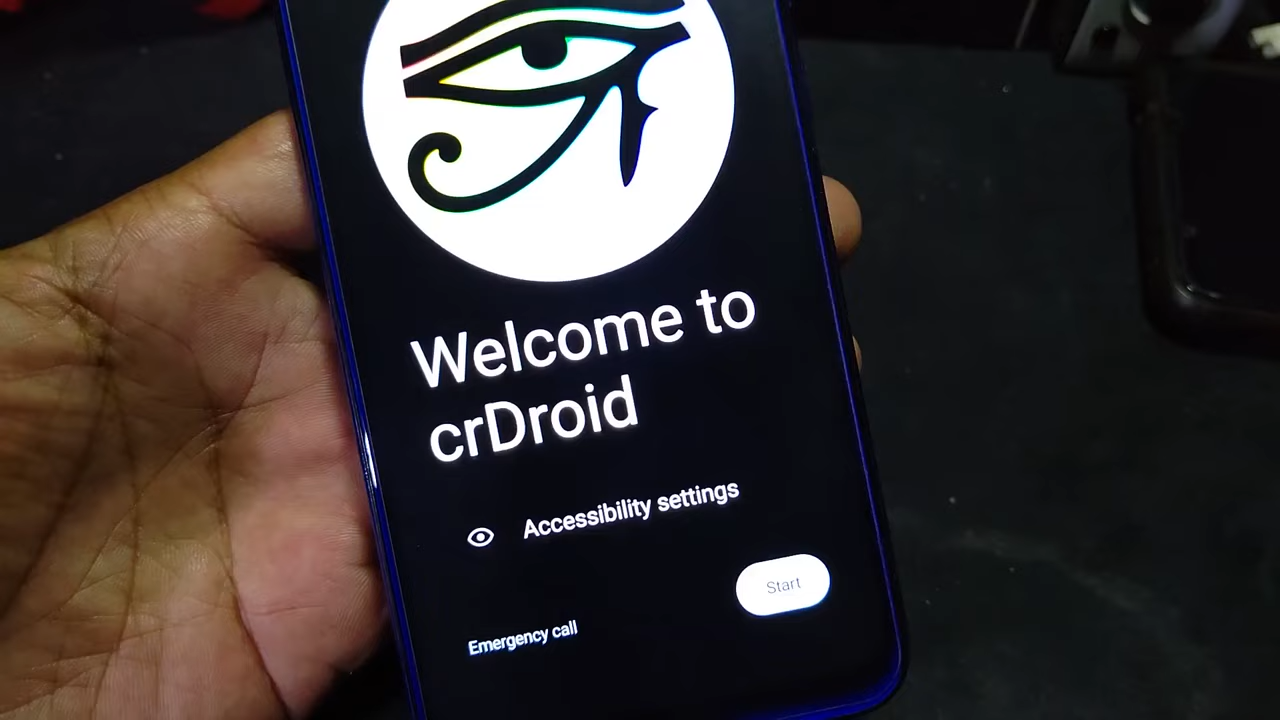 Welcome to
crDroid
Accessibility settings
Start
Emergency call